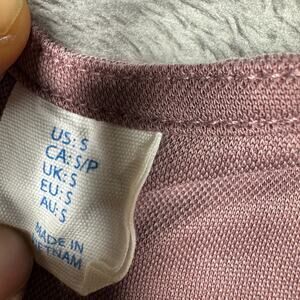 US: S
CA: S/P
UK: S
EU: S
AU: S
MADE IN
VIETNAM